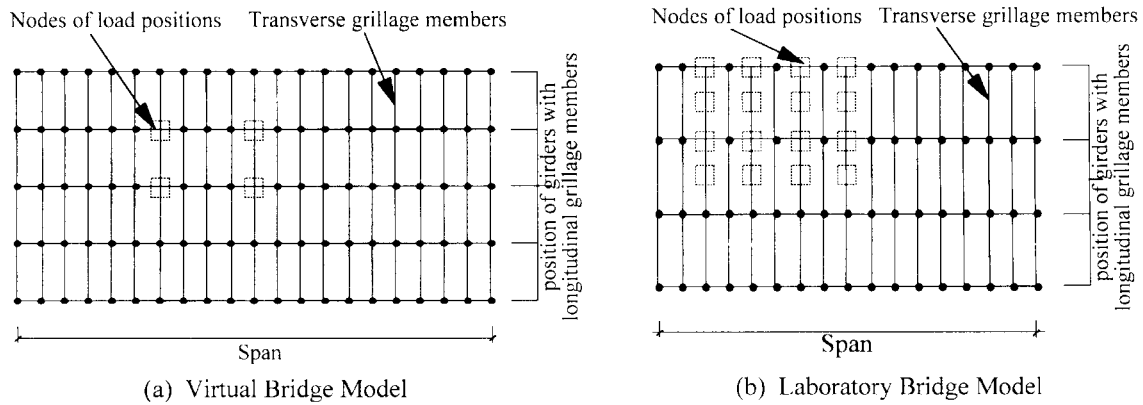 Nodes of load positions
Transverse grillage members
position of girders with
longitudinal grillage members
Span
(a) Virtual Bridge Model
Nodes of load positions
Transverse grillage members
position of girders with
longitudinal grillage members
Span
(b) Laboratory Bridge Model